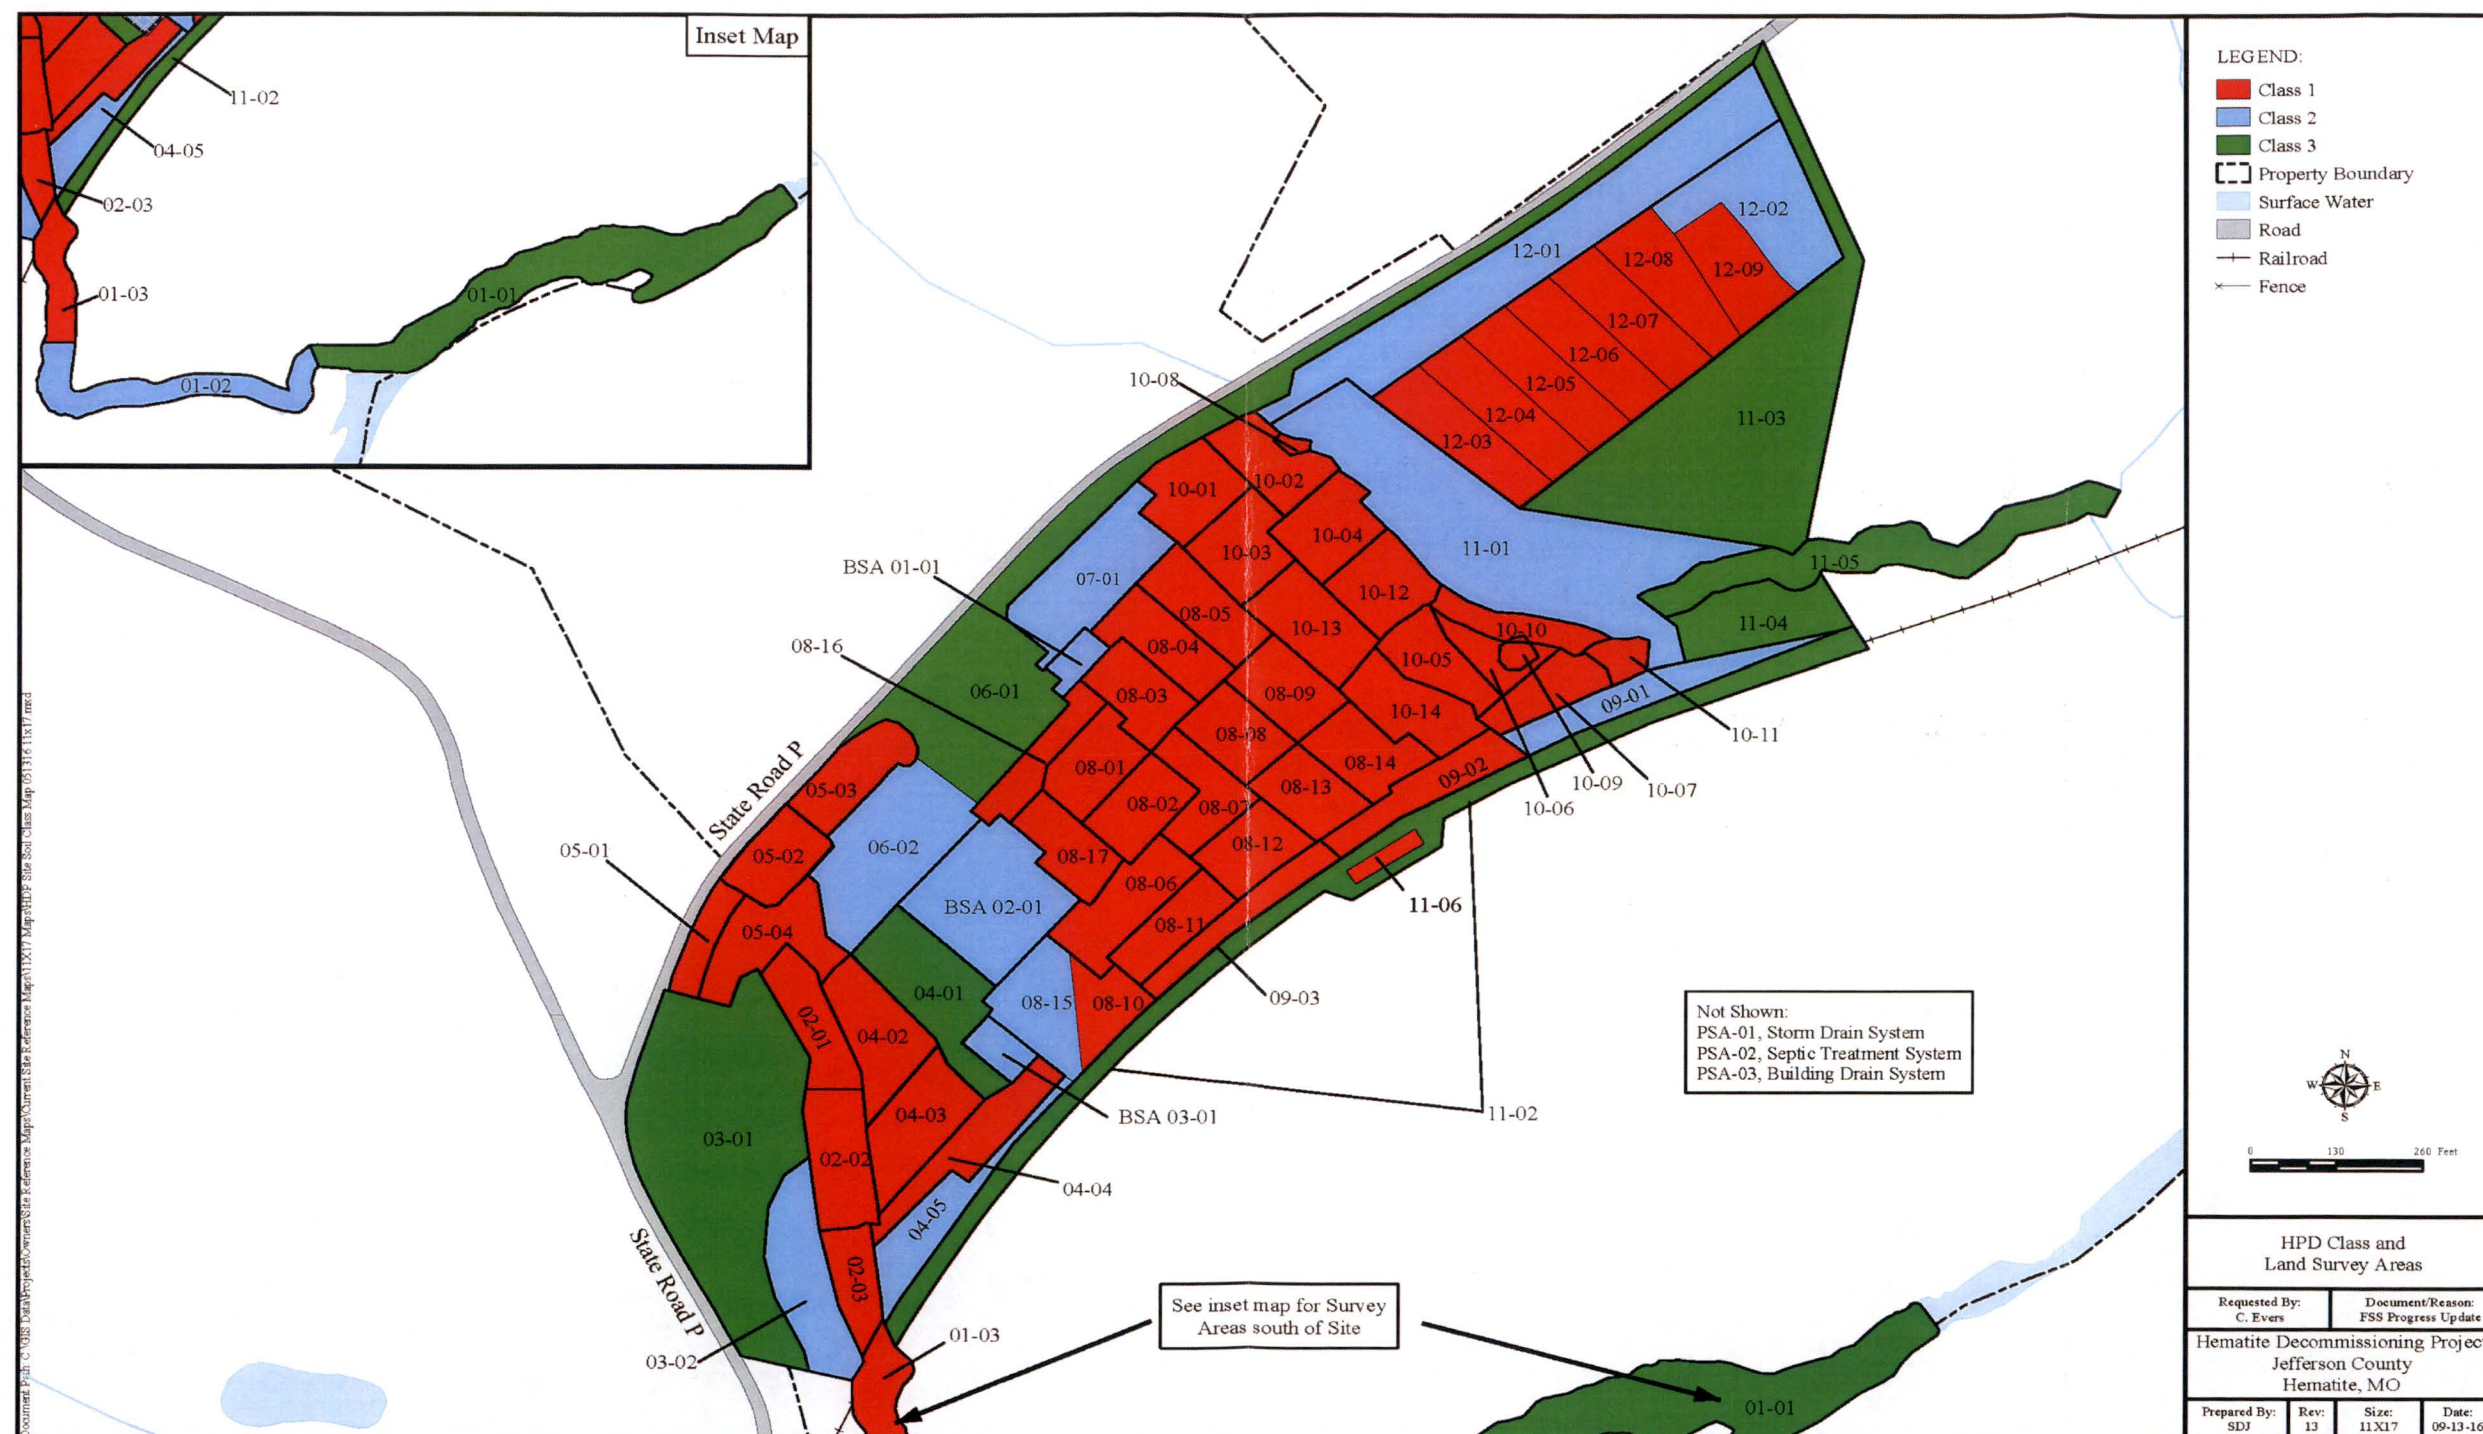 Inset Map
11-02
04-05
02-03
01-03
01-01
01-02
LEGEND:
Class 1
Class 2
Class 3
Property Boundary
Surface Water
Road
Railroad
Fence
12-02
12-01
12-08
12-09
12-07
12-06
12-05
12-04
12-03
11-03
10-08
10-01
10-02
10-04
10-03
11-01
11-05
BSA 01-01
07-01
10-12
08-05
10-13
11-04
10-10
08-16
08-04
10-05
06-01
08-03
08-09
09-01
10-14
10-11
08-08
State Road P
08-01
08-14
09-02
05-03
08-13
10-09
10-07
08-02
08-07
10-06
05-01
05-02
06-02
08-17
08-12
08-06
11-06
BSA 02-01
05-04
08-11
04-01
08-15
08-10
09-03
02-01
04-02
Not Shown:
PSA-01, Storm Drain System
PSA-02, Septic Treatment System
PSA-03, Building Drain System
04-03
BSA 03-01
11-02
03-01
02-02
04-04
04-05
02-03
State Road P
03-02
01-03
See inset map for Survey
Areas south of Site
01-01
N
W
E
S
0 130 260 Feet
HPD Class and
Land Survey Areas
Requested By:
C. Evers
Document/Reason:
FSS Progress Update
Hematite Decommissioning Projec
Jefferson County
Hematite, MO
Prepared By:
SDJ
Rev:
13
Size:
11X17
Date:
09-13-16